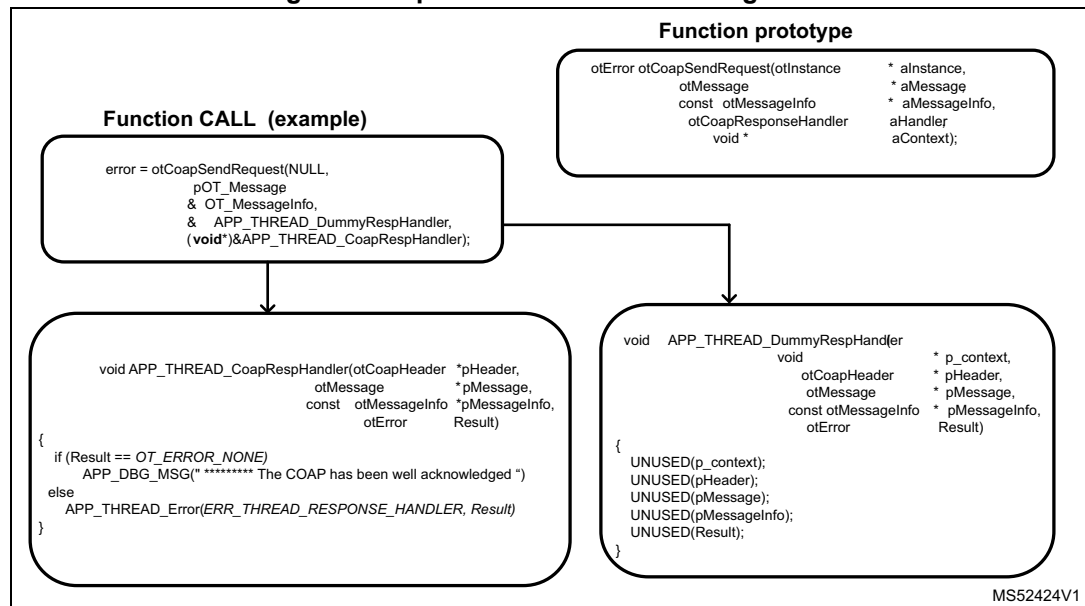 Function prototype
otError otCoapSendRequest(otInstance * aInstance,
otMessage * aMessage,
const otMessageInfo * aMessageInfo,
otCoapResponseHandler aHandler,
void * aContext);
Function CALL (example)
error = otCoapSendRequest(NULL,
pOT_Message,
& OT_MessageInfo,
& APP_THREAD_DummyRespHandler,
(void*)&APP_THREAD_CoapRespHandler);
void APP_THREAD_CoapRespHandler(otCoapHeader *pHeader,
otMessage *pMessage,
const otMessageInfo *pMessageInfo,
otError Result)
{
if (Result == OT_ERROR_NONE)
APP_DBG_MSG(" ********* The COAP has been well acknowledged “)
else
APP_THREAD_Error(ERR_THREAD_RESPONSE_HANDLER, Result)
}
void APP_THREAD_DummyRespHandler(
void * p_context,
otCoapHeader * pHeader,
otMessage * pMessage,
const otMessageInfo * pMessageInfo,
otError Result)
{
UNUSED(p_context);
UNUSED(pHeader);
UNUSED(pMessage);
UNUSED(pMessageInfo);
UNUSED(Result);
}
MS52424V1